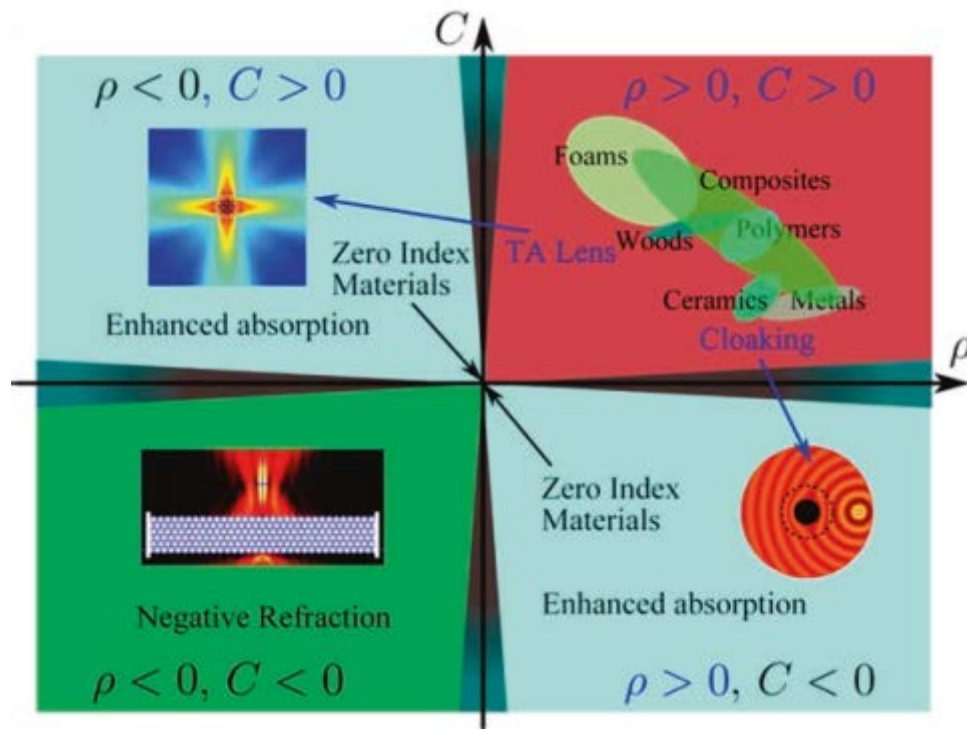 C
ρ < 0, C > 0
ρ > 0, C > 0
Foams
Composites
Woods
Polymers
TA Lens
Zero Index
Materials
Ceramics
Metals
Enhanced absorption
Cloaking
ρ
Zero Index
Materials
Negative Refraction
Enhanced absorption
ρ < 0, C < 0
ρ > 0, C < 0